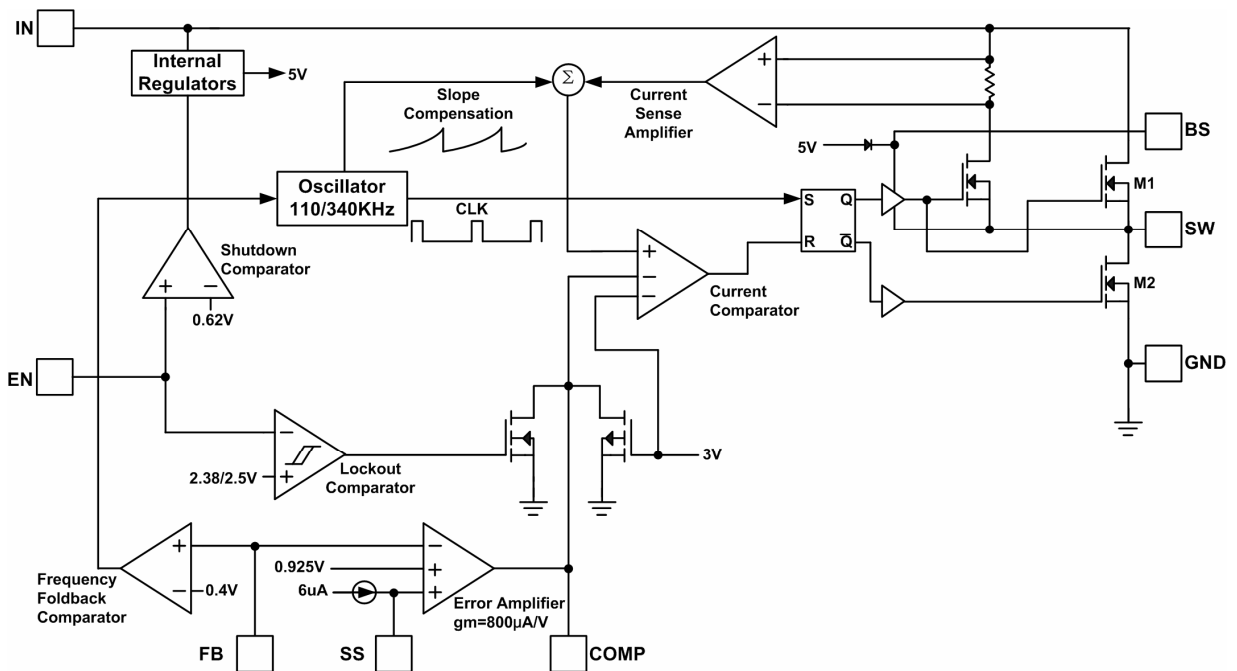 IN
Internal
Regulators
5V
Slope
Compensation
Σ
Current
Sense
Amplifier
+
−
5V
BS
Oscillator
110/340KHz
CLK
S
Q
R
Q̅
M1
SW
Shutdown
Comparator
+
−
0.62V
+
−
−
Current
Comparator
M2
EN
GND
−
2.38/2.5V
+
Lockout
Comparator
3V
Frequency
Foldback
Comparator
+
−
0.4V
0.925V
6uA
−
+
+
Error Amplifier
gm=800µA/V
FB
SS
COMP